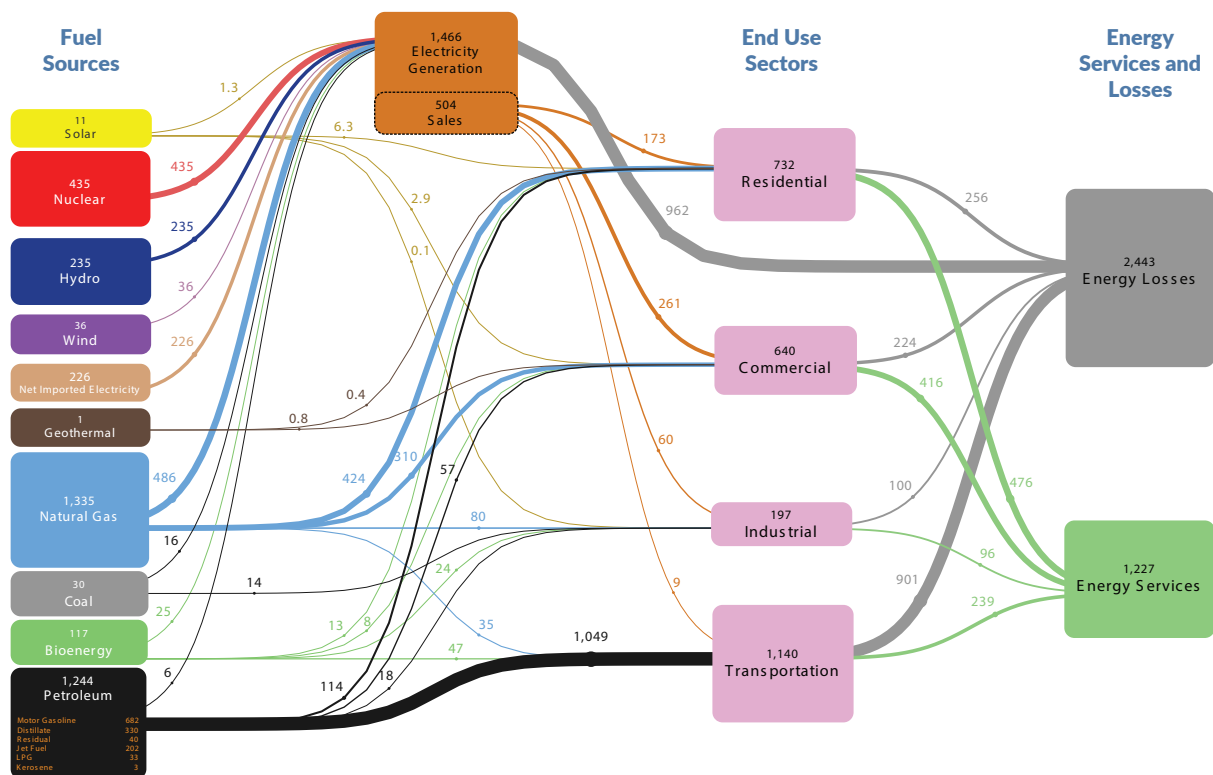 Fuel
Sources
End Use
Sectors
Energy
Services and
Losses
1,466
Electricity
Generation
504
Sales
11
Solar
435
Nuclear
235
Hydro
36
Wind
226
Net Imported Electricity
1
Geothermal
1,335
Natural Gas
30
Coal
117
Bioenergy
1,244
Petroleum
Motor Gasoline 682
Distillate 330
Residual 40
Jet Fuel 202
LPG 33
Kerosene 3
1.3
435
235
36
226
486
16
25
6
6.3
2.9
0.1
0.4
0.8
424
310
80
35
14
13
8
24
47
114
57
18
1,049
173
261
60
9
962
732
Residential
640
Commercial
197
Industrial
1,140
Transportation
256
224
100
901
416
476
96
239
2,443
Energy Losses
1,227
Energy Services